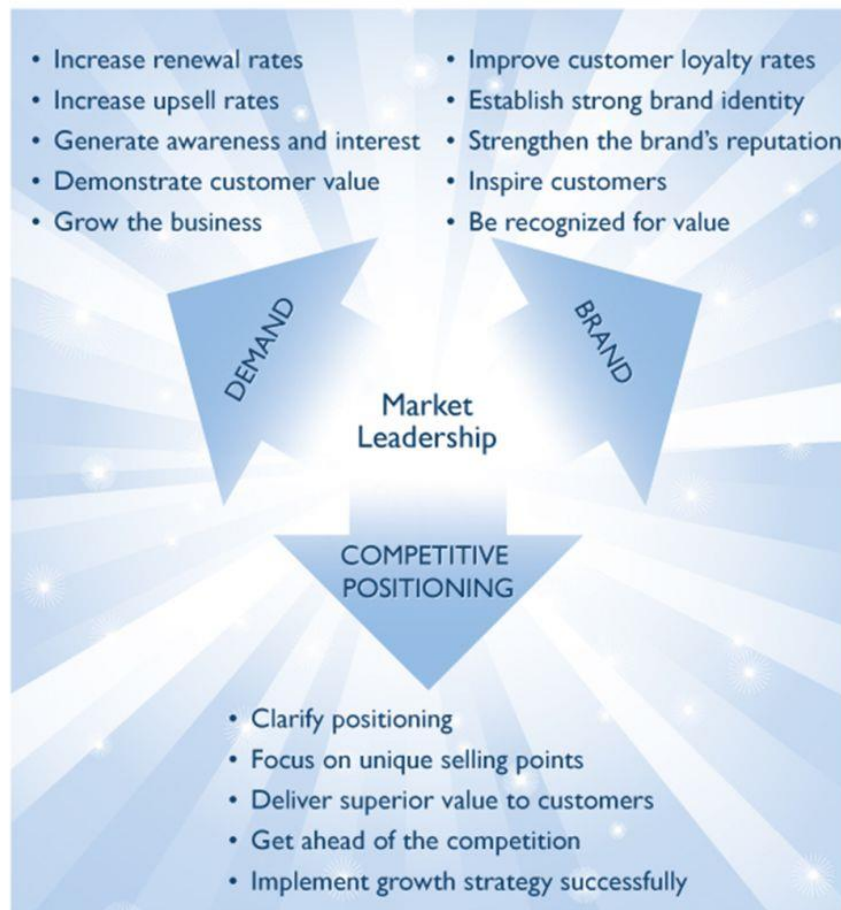 • Increase renewal rates
• Increase upsell rates
• Generate awareness and interest
• Demonstrate customer value
• Grow the business
• Improve customer loyalty rates
• Establish strong brand identity
• Strengthen the brand's reputation
• Inspire customers
• Be recognized for value
DEMAND
BRAND
Market
Leadership
COMPETITIVE
POSITIONING
• Clarify positioning
• Focus on unique selling points
• Deliver superior value to customers
• Get ahead of the competition
• Implement growth strategy successfully